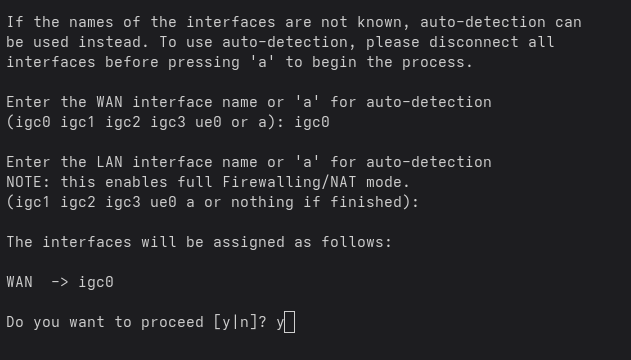 If the names of the interfaces are not known, auto-detection can
be used instead. To use auto-detection, please disconnect all
interfaces before pressing 'a' to begin the process.
Enter the WAN interface name or 'a' for auto-detection
(igc0 igc1 igc2 igc3 ue0 or a): igc0
Enter the LAN interface name or 'a' for auto-detection
NOTE: this enables full Firewalling/NAT mode.
(igc1 igc2 igc3 ue0 a or nothing if finished):
The interfaces will be assigned as follows:
WAN  -> igc0
Do you want to proceed [y|n]? y